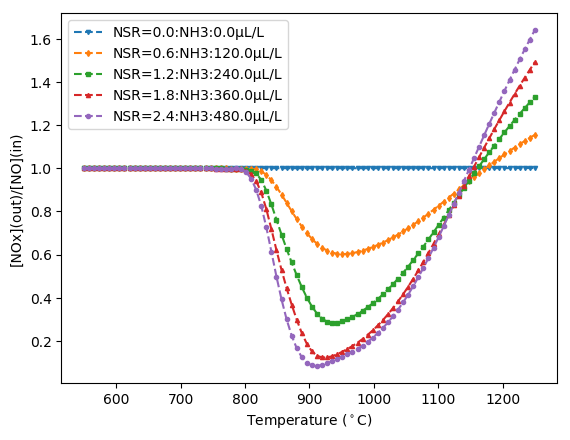 NSR=0.0:NH3:0.0µL/L
NSR=0.6:NH3:120.0µL/L
NSR=1.2:NH3:240.0µL/L
NSR=1.8:NH3:360.0µL/L
NSR=2.4:NH3:480.0µL/L
1.6
1.4
1.2
1.0
0.8
0.6
0.4
0.2
[NOx](out)/[NO](in)
600 700 800 900 1000 1100 1200
Temperature (°C)